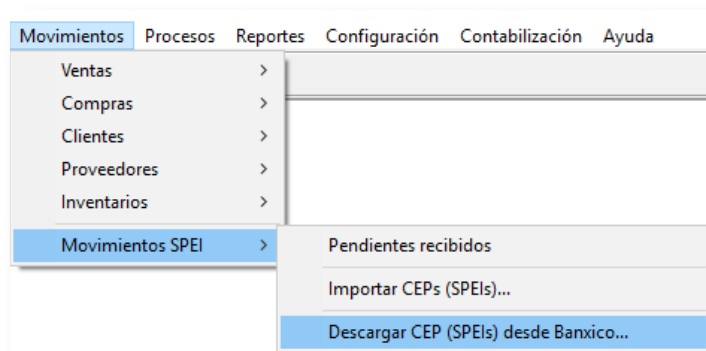 Movimientos Procesos Reportes Configuración Contabilización Ayuda
Ventas
Compras
Clientes
Proveedores
Inventarios
Movimientos SPEI
Pendientes recibidos
Importar CEPs (SPEIs)...
Descargar CEP (SPEIs) desde Banxico...